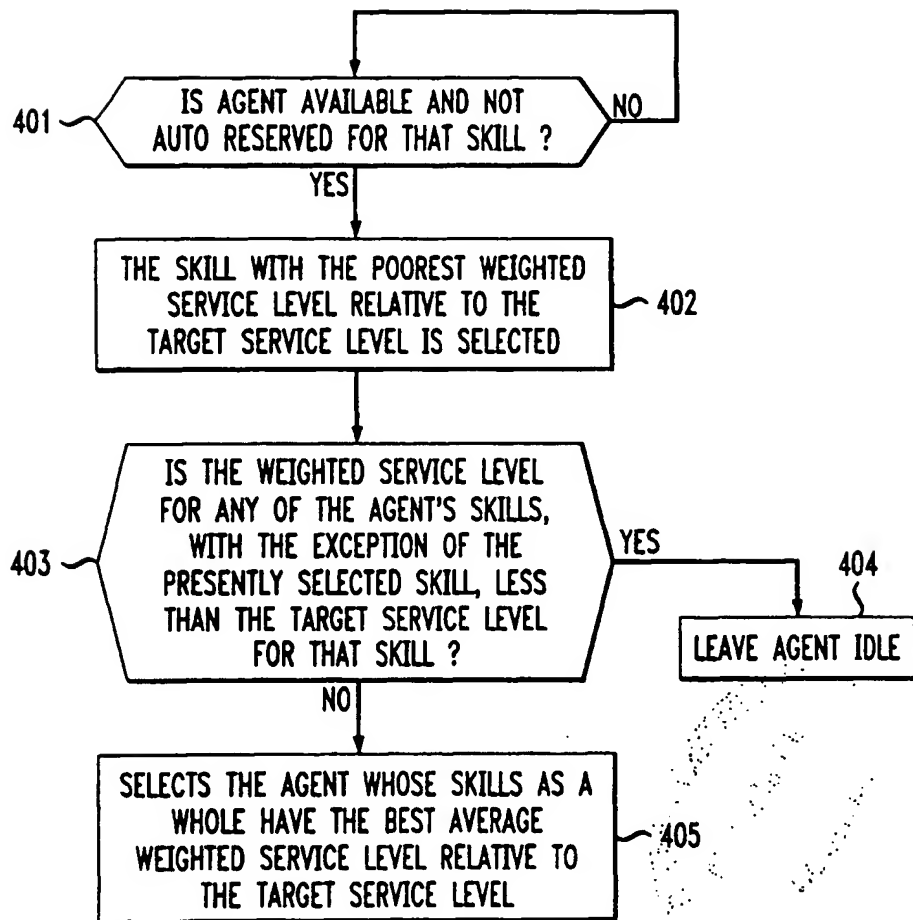 401
IS AGENT AVAILABLE AND NOT
AUTO RESERVED FOR THAT SKILL ?
NO
YES
THE SKILL WITH THE POOREST WEIGHTED
SERVICE LEVEL RELATIVE TO THE
TARGET SERVICE LEVEL IS SELECTED
402
403
IS THE WEIGHTED SERVICE LEVEL
FOR ANY OF THE AGENT'S SKILLS,
WITH THE EXCEPTION OF THE
PRESENTLY SELECTED SKILL, LESS
THAN THE TARGET SERVICE LEVEL
FOR THAT SKILL ?
YES
404
LEAVE AGENT IDLE
NO
SELECTS THE AGENT WHOSE SKILLS AS A
WHOLE HAVE THE BEST AVERAGE
WEIGHTED SERVICE LEVEL RELATIVE TO
THE TARGET SERVICE LEVEL
405